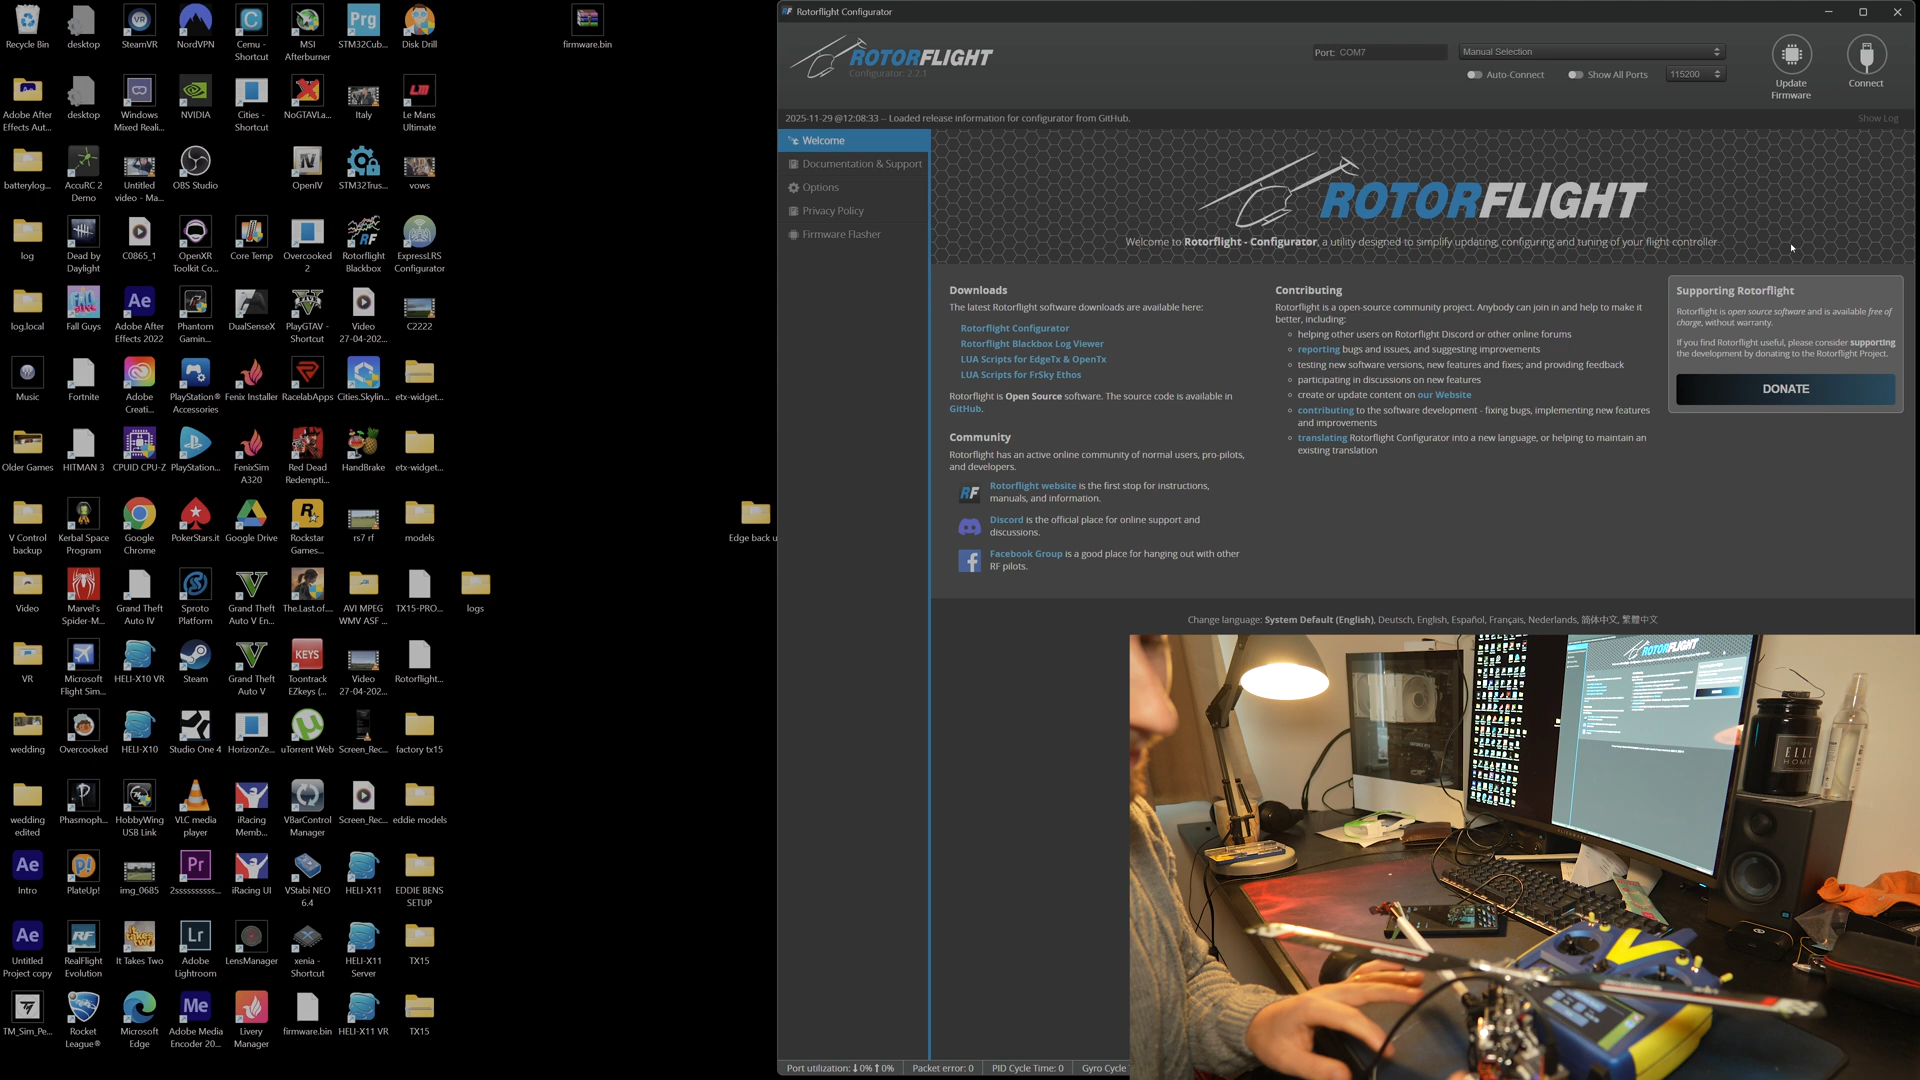 Recycle Bin
desktop
SteamVR
NordVPN
Cemu -
Shortcut
MSI
Afterburner
STM32Cub...
Disk Drill
firmware.bin
Adobe After
Effects Aut...
desktop
Windows
Mixed Reali...
NVIDIA
Cities -
Shortcut
NoGTAVLa...
Italy
Le Mans
Ultimate
batterylog...
AccuRC 2
Demo
Untitled
video - Ma...
OBS Studio
OpenIV
STM32Trus...
vows
log
Dead by
Daylight
C0865_1
OpenXR
Toolkit Co...
Core Temp
Overcooked
2
Rotorflight
Blackbox
ExpressLRS
Configurator
log.local
Fall Guys
Adobe After
Effects 2022
Phantom
Gamin...
DualSenseX
PlayGTAV -
Shortcut
Video
27-04-202...
C2222
Music
Fortnite
Adobe
Creati...
PlayStation®
Accessories
Fenix Installer
RacelabApps
Cities.Skylin...
etx-widget...
Older Games
HITMAN 3
CPUID CPU-Z
PlayStation...
FenixSim
A320
Red Dead
Redempti...
HandBrake
etx-widget...
V Control
backup
Kerbal Space
Program
Google
Chrome
PokerStars.it
Google Drive
Rockstar
Games...
rs7 rf
models
Edge back u
Video
Marvel's
Spider-M...
Grand Theft
Auto IV
Sproto
Platform
Grand Theft
Auto V En...
The.Last.of....
AVI MPEG
WMV ASF ...
TX15-PRO...
logs
VR
Microsoft
Flight Sim...
HELI-X10 VR
Steam
Grand Theft
Auto V
KEYS
Toontrack
EZkeys (...
Video
27-04-202...
Rotorflight...
wedding
Overcooked
HELI-X10
Studio One 4
HorizonZe...
uTorrent Web
Screen_Rec...
factory tx15
wedding
edited
Phasmoph...
HobbyWing
USB Link
VLC media
player
iRacing
Memb...
VBarControl
Manager
Screen_Rec...
eddie models
Intro
PlateUp!
img_0685
2ssssssssss...
iRacing UI
VStabi NEO
6.4
HELI-X11
EDDIE BENS
SETUP
Untitled
Project copy
RealFlight
Evolution
It Takes Two
Adobe
Lightroom
LensManager
xenia -
Shortcut
HELI-X11
Server
TX15
TM_Sim_Pe...
Rocket
League®
Microsoft
Edge
Adobe Media
Encoder 20...
Livery
Manager
firmware.bin
HELI-X11 VR
TX15
RF Rotorflight Configurator
ROTORFLIGHT
Configurator: 2.2.1
Port: COM7
Manual Selection
Auto-Connect
Show All Ports
115200
Update
Firmware
Connect
2025-11-29 @12:08:33 -- Loaded release information for configurator from GitHub.
Show Log
Welcome
Documentation & Support
Options
Privacy Policy
Firmware Flasher
ROTORFLIGHT
Welcome to Rotorflight - Configurator, a utility designed to simplify updating, configuring and tuning of your flight controller
Downloads
The latest Rotorflight software downloads are available here:
Rotorflight Configurator
Rotorflight Blackbox Log Viewer
LUA Scripts for EdgeTx & OpenTx
LUA Scripts for FrSky Ethos
Rotorflight is Open Source software. The source code is available in
GitHub.
Community
Rotorflight has an active online community of normal users, pro-pilots,
and developers.
RF
Rotorflight website is the first stop for instructions,
manuals, and information.
Discord is the official place for online support and
discussions.
Facebook Group is a good place for hanging out with other
RF pilots.
Contributing
Rotorflight is a open-source community project. Anybody can join in and help to make it
better, including:
helping other users on Rotorflight Discord or other online forums
reporting bugs and issues, and suggesting improvements
testing new software versions, new features and fixes; and providing feedback
participating in discussions on new features
create or update content on our Website
contributing to the software development - fixing bugs, implementing new features
and improvements
translating Rotorflight Configurator into a new language, or helping to maintain an
existing translation
Supporting Rotorflight
Rotorflight is open source software and is available free of
charge, without warranty.
If you find Rotorflight useful, please consider supporting
the development by donating to the Rotorflight Project.
DONATE
Change language: System Default (English), Deutsch, English, Español, Français, Nederlands, 简体中文, 繁體中文
ROTORFLIGHT
ELLE
HOME
Port utilization: 0% 0%
Packet error: 0
PID Cycle Time: 0
Gyro Cycle